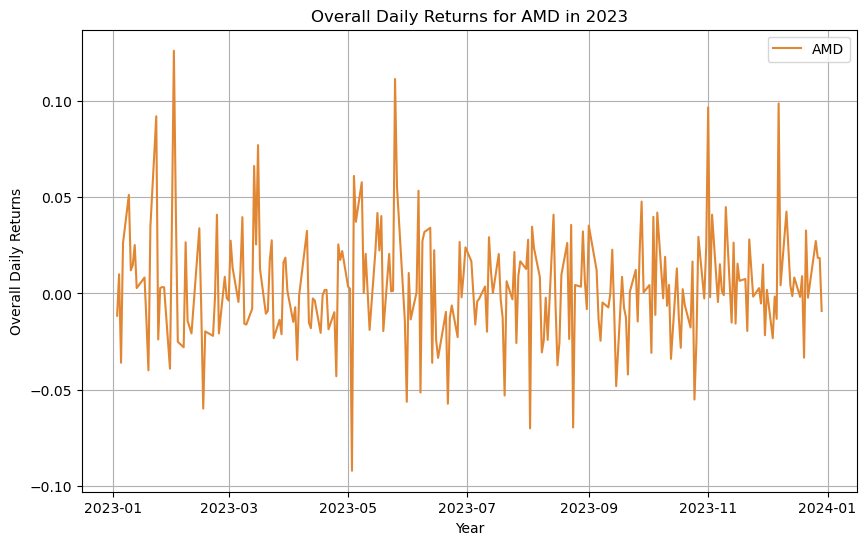 Overall Daily Returns for AMD in 2023
AMD
Overall Daily Returns
0.10
0.05
0.00
−0.05
−0.10
2023-01 2023-03 2023-05 2023-07 2023-09 2023-11 2024-01
Year